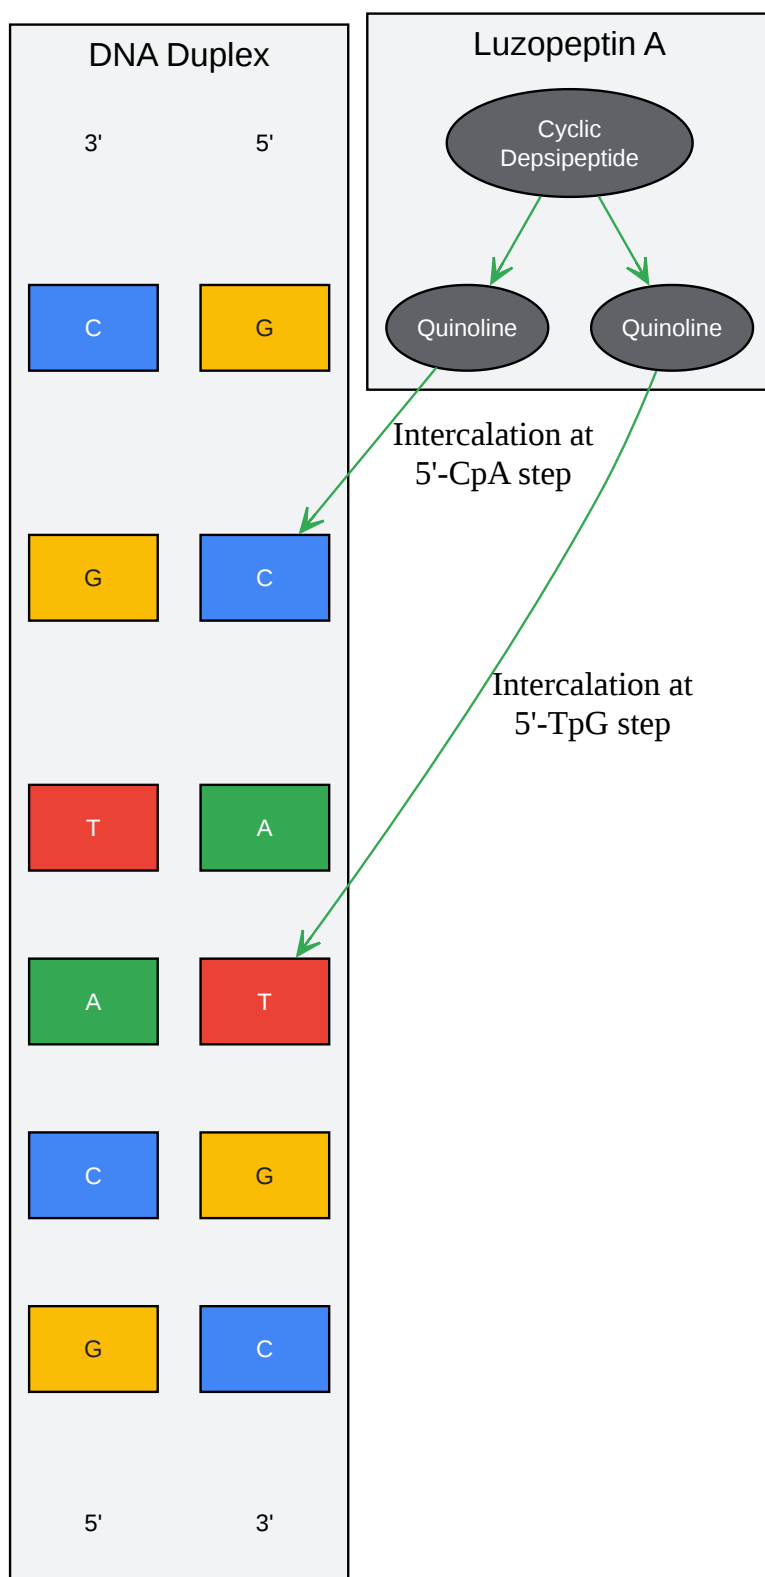 DNA Duplex
Luzopeptin A
3'
5'
Cyclic
Depsipeptide
C
G
Quinoline
Quinoline
Intercalation at
5'-CpA step
G
C
Intercalation at
5'-TpG step
T
A
A
T
C
G
G
C
5'
3'